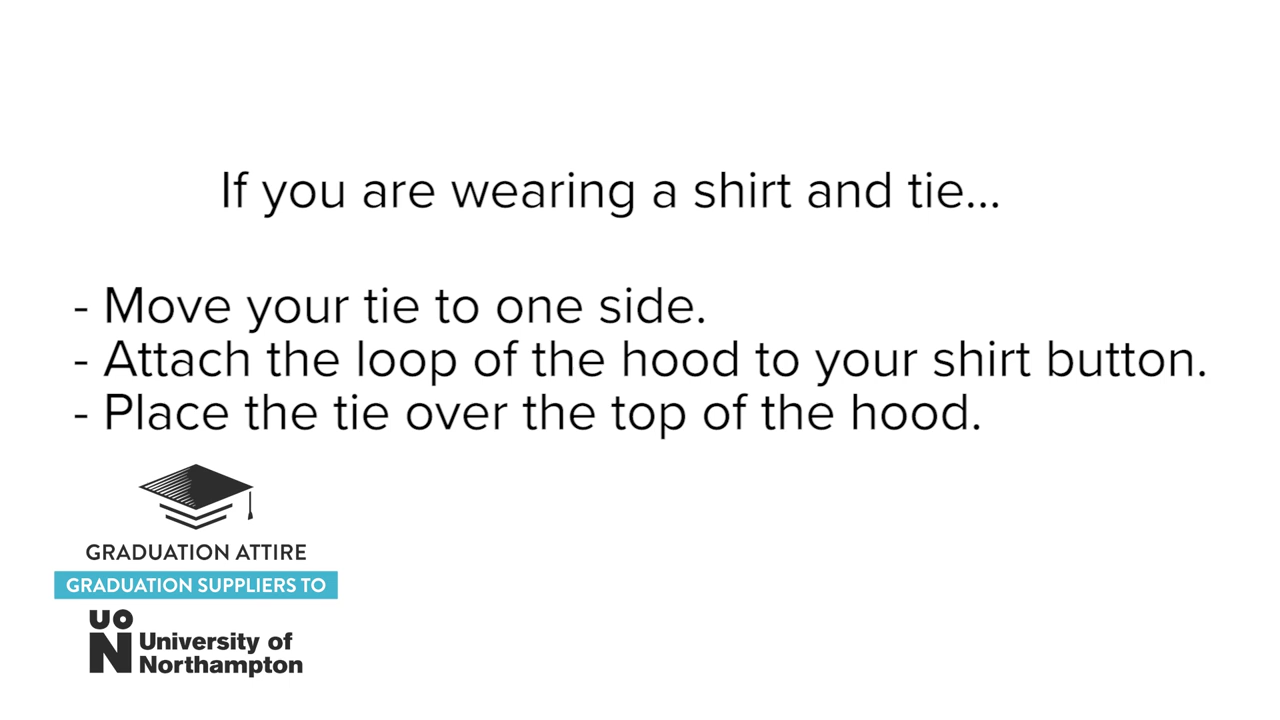 If you are wearing a shirt and tie...
- Move your tie to one side.
- Attach the loop of the hood to your shirt button.
- Place the tie over the top of the hood.
GRADUATION ATTIRE
GRADUATION SUPPLIERS TO
UON University of
Northampton